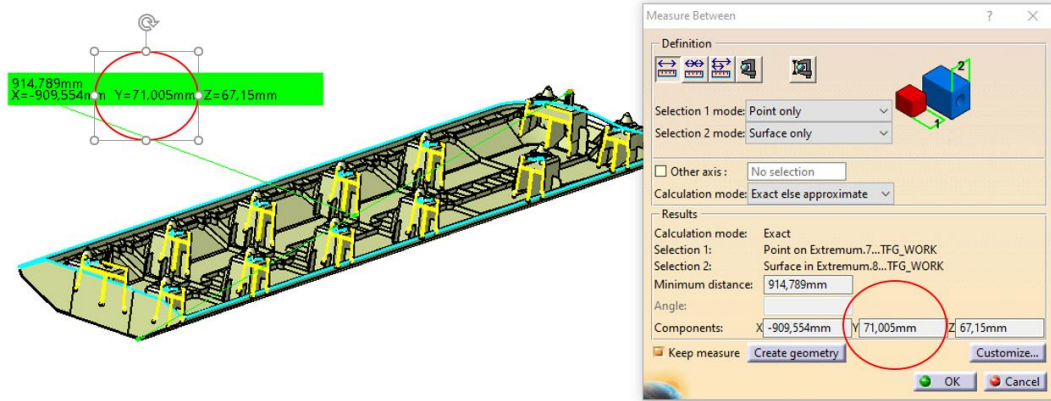 914,789mm
X=-909,554mm Y=71,005mm Z=67,15mm
Measure Between ? ×
Definition
Selection 1 mode: Point only
Selection 2 mode: Surface only
2
1
Other axis : No selection
Calculation mode: Exact else approximate
Results
Calculation mode: Exact
Selection 1: Point on Extremum.7...TFG_WORK
Selection 2: Surface in Extremum.8...TFG_WORK
Minimum distance: 914,789mm
Angle:
Components: X -909,554mm Y 71,005mm Z 67,15mm
Keep measure Create geometry Customize...
OK Cancel